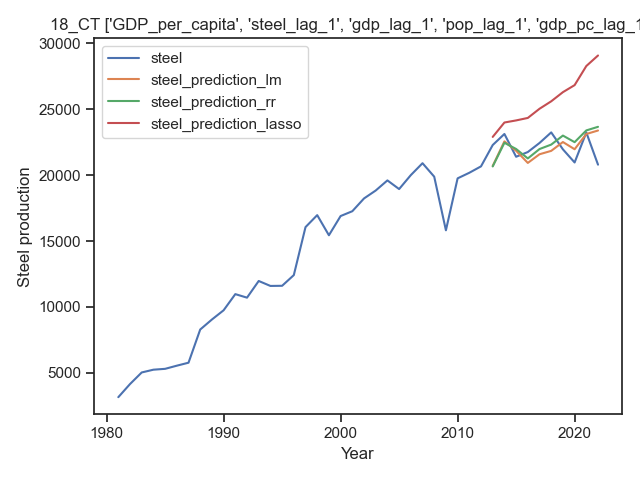 18_CT ['GDP_per_capita', 'steel_lag_1', 'gdp_lag_1', 'pop_lag_1', 'gdp_pc_lag_1
steel
steel_prediction_lm
steel_prediction_rr
steel_prediction_lasso
30000
25000
20000
15000
10000
5000
Steel production
1980
1990
2000
2010
2020
Year